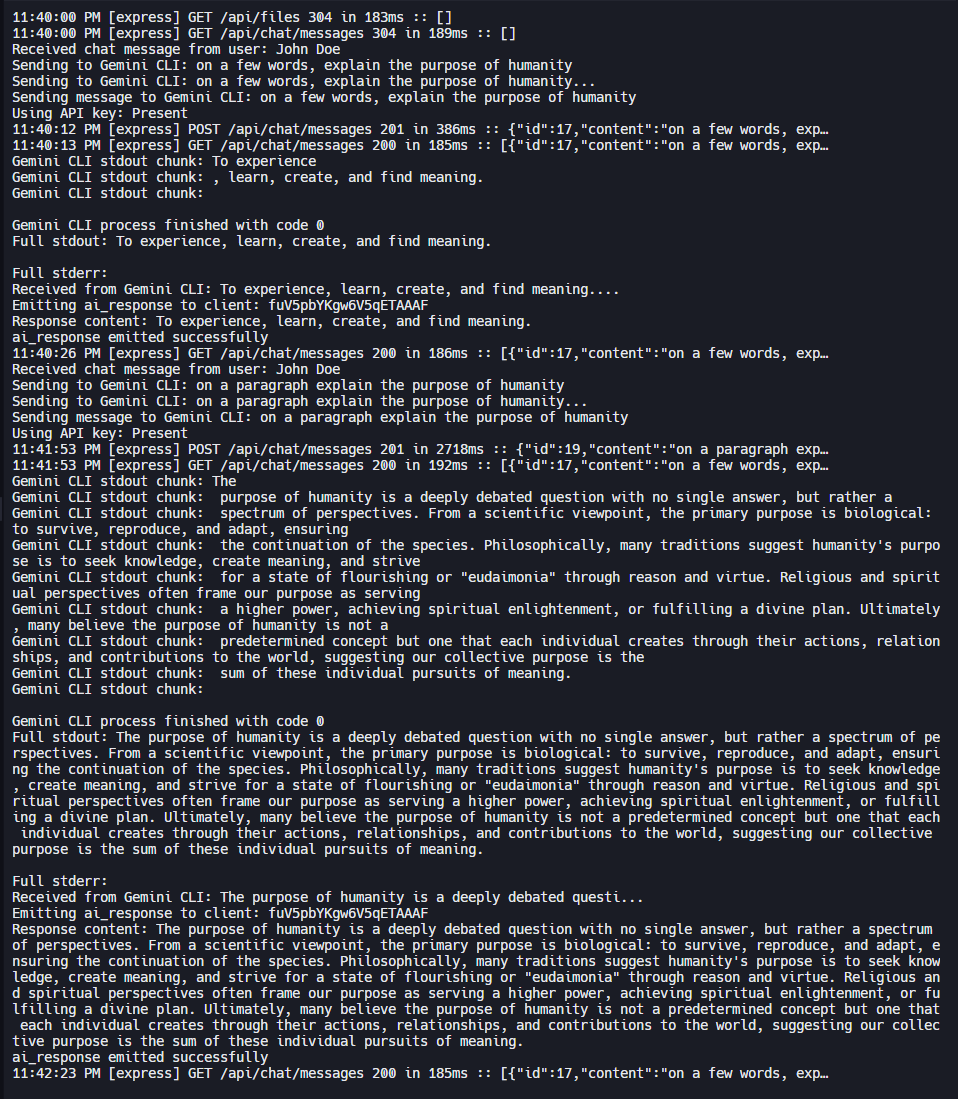 11:40:00 PM [express] GET /api/files 304 in 183ms :: []
11:40:00 PM [express] GET /api/chat/messages 304 in 189ms :: []
Received chat message from user: John Doe
Sending to Gemini CLI: on a few words, explain the purpose of humanity
Sending to Gemini CLI: on a few words, explain the purpose of humanity...
Sending message to Gemini CLI: on a few words, explain the purpose of humanity
Using API key: Present
11:40:12 PM [express] POST /api/chat/messages 201 in 386ms :: {"id":17,"content":"on a few words, exp…
11:40:13 PM [express] GET /api/chat/messages 200 in 185ms :: [{"id":17,"content":"on a few words, exp…
Gemini CLI stdout chunk: To experience
Gemini CLI stdout chunk: , learn, create, and find meaning.
Gemini CLI stdout chunk:
Gemini CLI process finished with code 0
Full stdout: To experience, learn, create, and find meaning.
Full stderr:
Received from Gemini CLI: To experience, learn, create, and find meaning....
Emitting ai_response to client: fuV5pbYKgw6V5qETAAAF
Response content: To experience, learn, create, and find meaning.
ai_response emitted successfully
11:40:26 PM [express] GET /api/chat/messages 200 in 186ms :: [{"id":17,"content":"on a few words, exp…
Received chat message from user: John Doe
Sending to Gemini CLI: on a paragraph explain the purpose of humanity
Sending to Gemini CLI: on a paragraph explain the purpose of humanity...
Sending message to Gemini CLI: on a paragraph explain the purpose of humanity
Using API key: Present
11:41:53 PM [express] POST /api/chat/messages 201 in 2718ms :: {"id":19,"content":"on a paragraph exp…
11:41:53 PM [express] GET /api/chat/messages 200 in 192ms :: [{"id":17,"content":"on a few words, exp…
Gemini CLI stdout chunk: The
Gemini CLI stdout chunk:  purpose of humanity is a deeply debated question with no single answer, but rather a
Gemini CLI stdout chunk:  spectrum of perspectives. From a scientific viewpoint, the primary purpose is biological:
to survive, reproduce, and adapt, ensuring
Gemini CLI stdout chunk:  the continuation of the species. Philosophically, many traditions suggest humanity's purpo
se is to seek knowledge, create meaning, and strive
Gemini CLI stdout chunk:  for a state of flourishing or "eudaimonia" through reason and virtue. Religious and spirit
ual perspectives often frame our purpose as serving
Gemini CLI stdout chunk:  a higher power, achieving spiritual enlightenment, or fulfilling a divine plan. Ultimately
, many believe the purpose of humanity is not a
Gemini CLI stdout chunk:  predetermined concept but one that each individual creates through their actions, relation
ships, and contributions to the world, suggesting our collective purpose is the
Gemini CLI stdout chunk:  sum of these individual pursuits of meaning.
Gemini CLI stdout chunk:
Gemini CLI process finished with code 0
Full stdout: The purpose of humanity is a deeply debated question with no single answer, but rather a spectrum of pe
rspectives. From a scientific viewpoint, the primary purpose is biological: to survive, reproduce, and adapt, ensuri
ng the continuation of the species. Philosophically, many traditions suggest humanity's purpose is to seek knowledge
, create meaning, and strive for a state of flourishing or "eudaimonia" through reason and virtue. Religious and spi
ritual perspectives often frame our purpose as serving a higher power, achieving spiritual enlightenment, or fulfill
ing a divine plan. Ultimately, many believe the purpose of humanity is not a predetermined concept but one that each
 individual creates through their actions, relationships, and contributions to the world, suggesting our collective
purpose is the sum of these individual pursuits of meaning.
Full stderr:
Received from Gemini CLI: The purpose of humanity is a deeply debated questi...
Emitting ai_response to client: fuV5pbYKgw6V5qETAAAF
Response content: The purpose of humanity is a deeply debated question with no single answer, but rather a spectrum
of perspectives. From a scientific viewpoint, the primary purpose is biological: to survive, reproduce, and adapt, e
nsuring the continuation of the species. Philosophically, many traditions suggest humanity's purpose is to seek know
ledge, create meaning, and strive for a state of flourishing or "eudaimonia" through reason and virtue. Religious an
d spiritual perspectives often frame our purpose as serving a higher power, achieving spiritual enlightenment, or fu
lfilling a divine plan. Ultimately, many believe the purpose of humanity is not a predetermined concept but one that
 each individual creates through their actions, relationships, and contributions to the world, suggesting our collec
tive purpose is the sum of these individual pursuits of meaning.
ai_response emitted successfully
11:42:23 PM [express] GET /api/chat/messages 200 in 185ms :: [{"id":17,"content":"on a few words, exp…